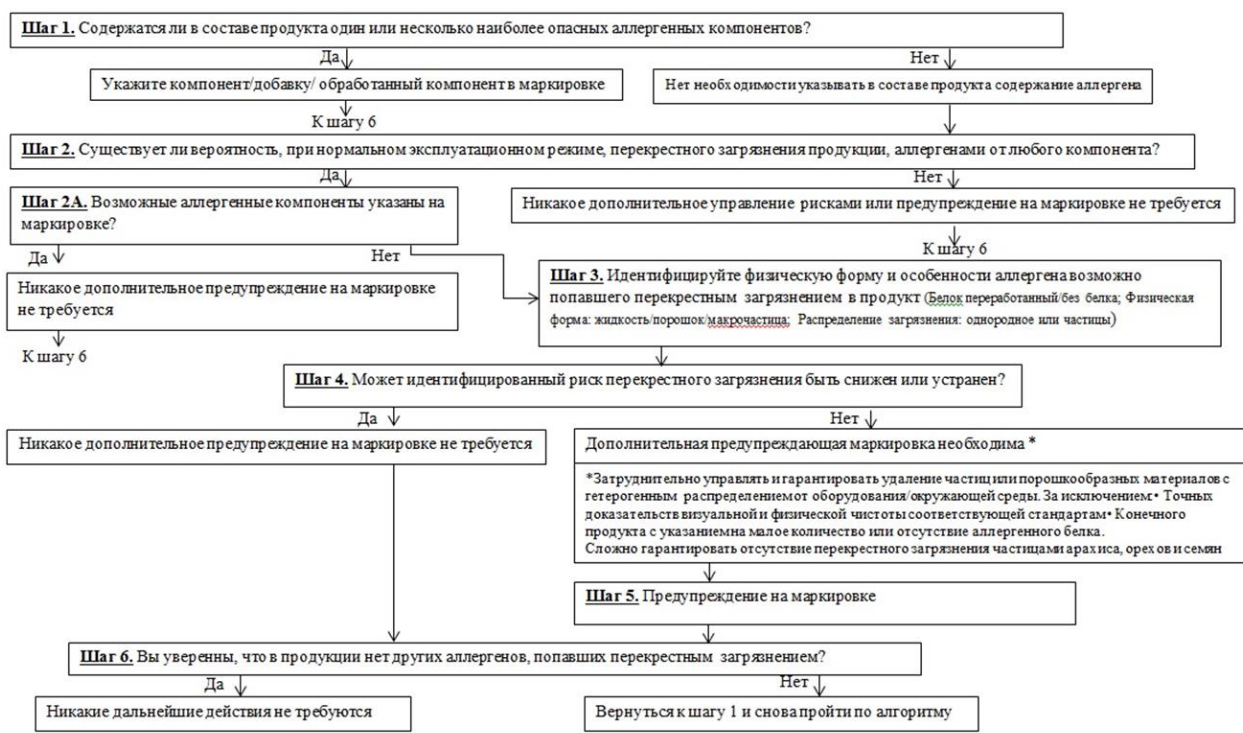 Шаг 1. Содержатся ли в составе продукта один или несколько наиболее опасных аллергенных компонентов?
Да
Нет
Укажите компонент/добавку/ обработанный компонент в маркировке
Нет необходимости указывать в составе продукта содержание аллергена
К шагу 6
Шаг 2. Существует ли вероятность, при нормальном эксплуатационном режиме, перекрестного загрязнения продукции, аллергенами от любого компонента?
Да
Нет
Шаг 2А. Возможные аллергенные компоненты указаны на
маркировке?
Никакое дополнительное управление рисками или предупреждение на маркировке не требуется
Да
Нет
К шагу 6
Никакое дополнительное предупреждение на маркировке
не требуется
К шагу 6
Шаг 3. Идентифицируйте физическую форму и особенности аллергена возможно
попавшего перекрестным загрязнением в продукт (Белок переработанный/без белка; Физическая
форма: жидкость/порошок/макрочастица; Распределение загрязнения: однородное или частицы)
Шаг 4. Может идентифицированный риск перекрестного загрязнения быть снижен или устранен?
Да
Нет
Никакое дополнительное предупреждение на маркировке не требуется
Дополнительная предупреждающая маркировка необходима *
*Затруднительно управлять и гарантировать удаление частиц или порошкообразных материалов с
гетерогенным распределением от оборудования/окружающей среды. За исключением: • Точных
доказательств визуальной и физической чистоты соответствующей стандартам • Конечного
продукта с указанием на малое количество или отсутствие аллергенного белка.
Сложно гарантировать отсутствие перекрестного загрязнения частицами арахиса, орехов и семян
Шаг 5. Предупреждение на маркировке
Шаг 6. Вы уверенны, что в продукции нет других аллергенов, попавших перекрестным загрязнением?
Да
Нет
Никакие дальнейшие действия не требуются
Вернуться к шагу 1 и снова пройти по алгоритму